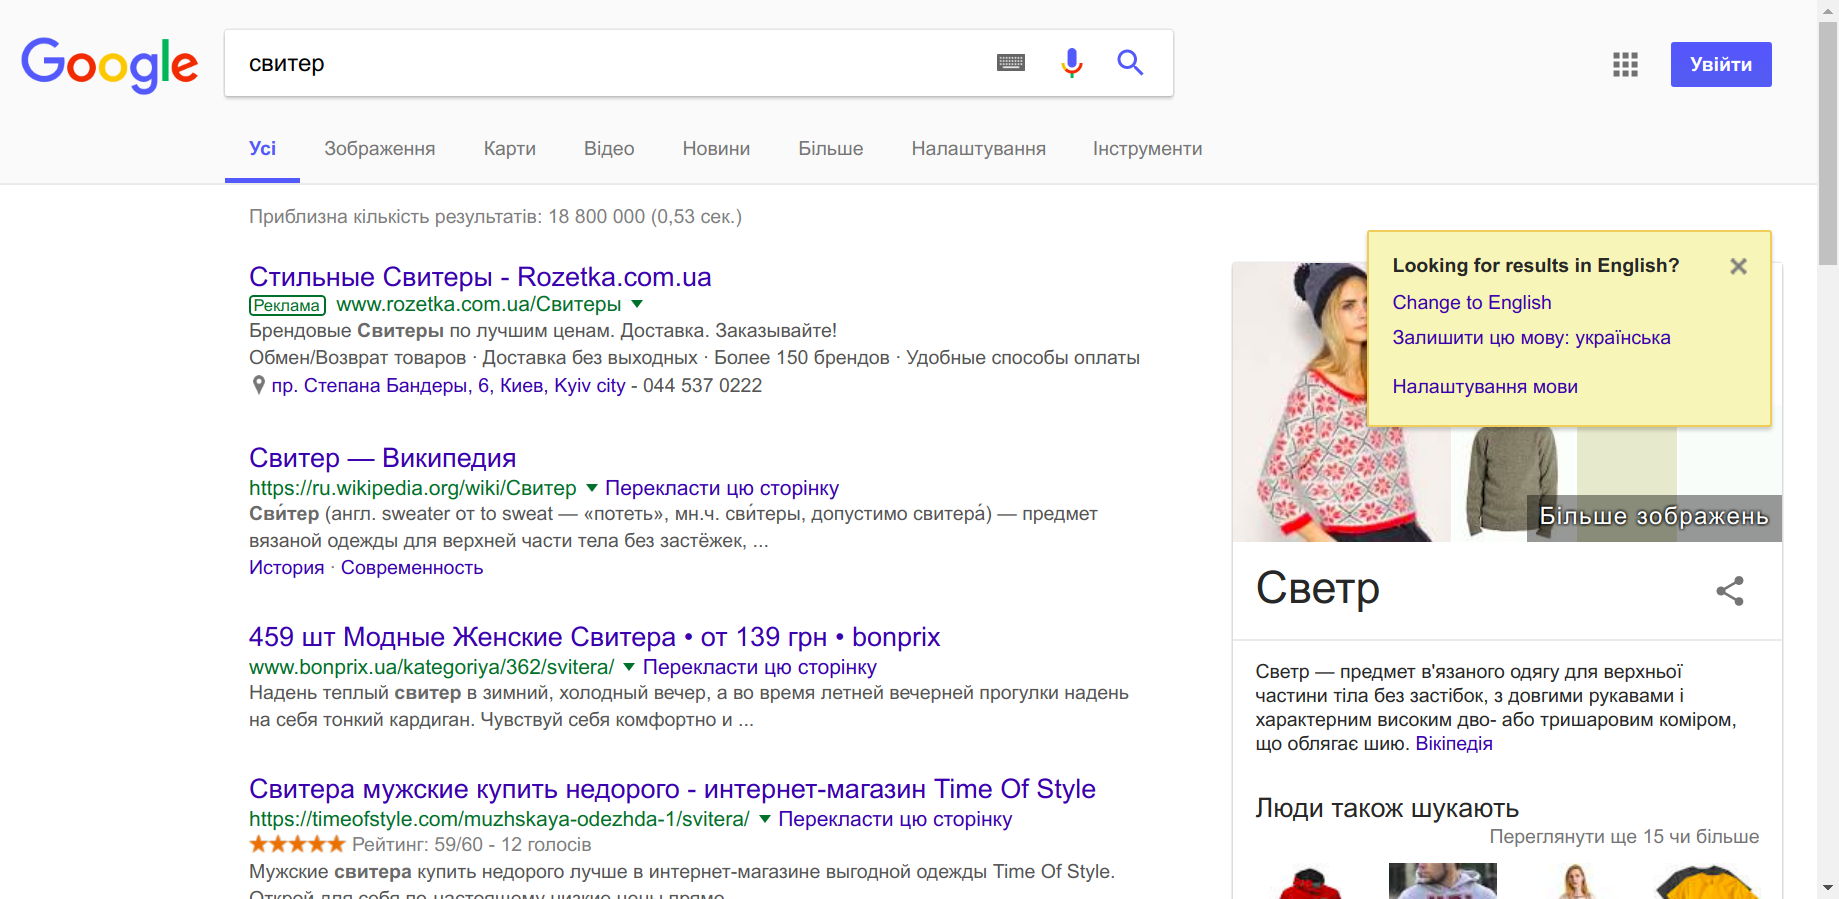 Google
свитер
Увійти
Усі Зображення Карти Відео Новини Більше Налаштування Інструменти
Приблизна кількість результатів: 18 800 000 (0,53 сек.)
Стильные Свитеры - Rozetka.com.ua
Реклама www.rozetka.com.ua/Свитеры
Брендовые Свитеры по лучшим ценам. Доставка. Заказывайте!
Обмен/Возврат товаров · Доставка без выходных · Более 150 брендов · Удобные способы оплаты
пр. Степана Бандеры, 6, Киев, Kyiv city - 044 537 0222
Свитер — Википедия
https://ru.wikipedia.org/wiki/Свитер Перекласти цю сторінку
Сви́тер (англ. sweater от to sweat — «потеть», мн.ч. сви́теры, допустимо свитера́) — предмет
вязаной одежды для верхней части тела без застёжек, ...
История · Современность
459 шт Модные Женские Свитера • от 139 грн • bonprix
www.bonprix.ua/kategoriya/362/svitera/ Перекласти цю сторінку
Надень теплый свитер в зимний, холодный вечер, а во время летней вечерней прогулки надень
на себя тонкий кардиган. Чувствуй себя комфортно и ...
Свитера мужские купить недорого - интернет-магазин Time Of Style
https://timeofstyle.com/muzhskaya-odezhda-1/svitera/ Перекласти цю сторінку
Рейтинг: 59/60 - 12 голосів
Мужские свитера купить недорого лучше в интернет-магазине выгодной одежды Time Of Style.
Открой для себя по-настоящему низкие цены прямо
Looking for results in English?
Change to English
Залишити цю мову: українська
Налаштування мови
Більше зображень
Светр
Светр — предмет в'язаного одягу для верхньої
частини тіла без застібок, з довгими рукавами і
характерним високим дво- або тришаровим коміром,
що облягає шию. Вікіпедія
Люди також шукають
Переглянути ще 15 чи більше